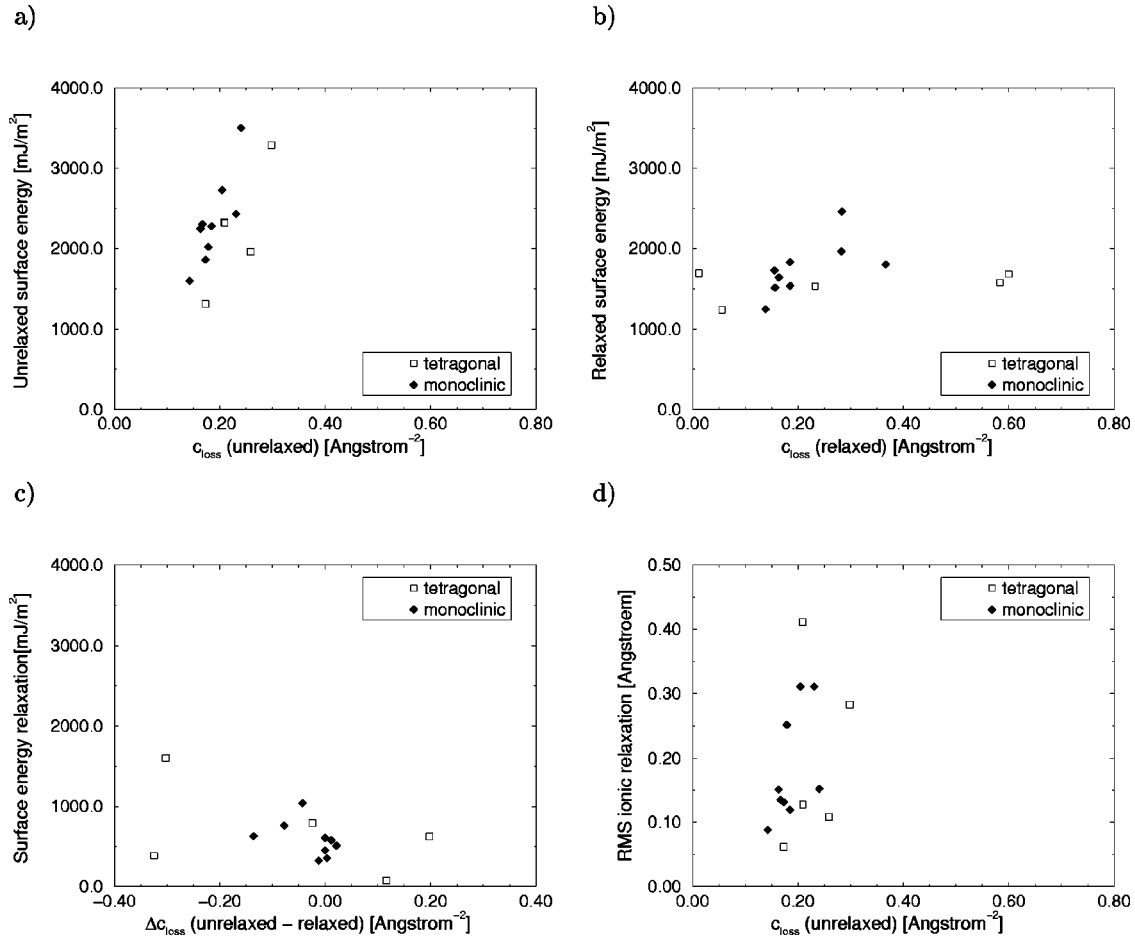 a)
4000.0
3000.0
2000.0
1000.0
0.0
Unrelaxed surface energy [mJ/m²]
tetragonal
monoclinic
0.00 0.20 0.40 0.60 0.80
c_loss (unrelaxed) [Angstrom⁻²]
b)
4000.0
3000.0
2000.0
1000.0
0.0
Relaxed surface energy [mJ/m²]
tetragonal
monoclinic
0.00 0.20 0.40 0.60 0.80
c_loss (relaxed) [Angstrom⁻²]
c)
4000.0
3000.0
2000.0
1000.0
0.0
Surface energy relaxation[mJ/m²]
tetragonal
monoclinic
−0.40 −0.20 0.00 0.20 0.40
Δc_loss (unrelaxed − relaxed) [Angstrom⁻²]
d)
0.50
0.40
0.30
0.20
0.10
0.00
RMS ionic relaxation [Angstroem]
tetragonal
monoclinic
0.00 0.20 0.40 0.60 0.80
c_loss (unrelaxed) [Angstrom⁻²]